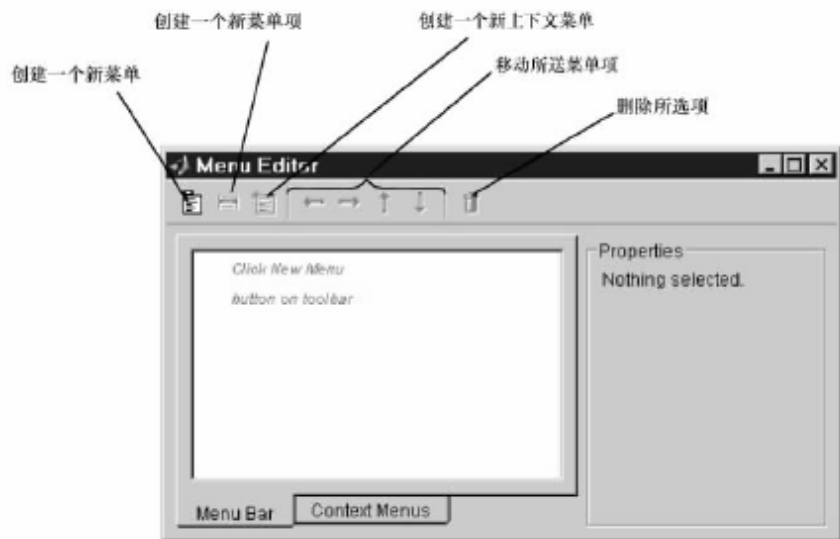 创建一个新菜单项
创建一个新上下文菜单
移动所送菜单项
创建一个新菜单
删除所选项
Menu Editor
Click New Menu
button on toolbar
Properties
Nothing selected.
Menu Bar
Context Menus